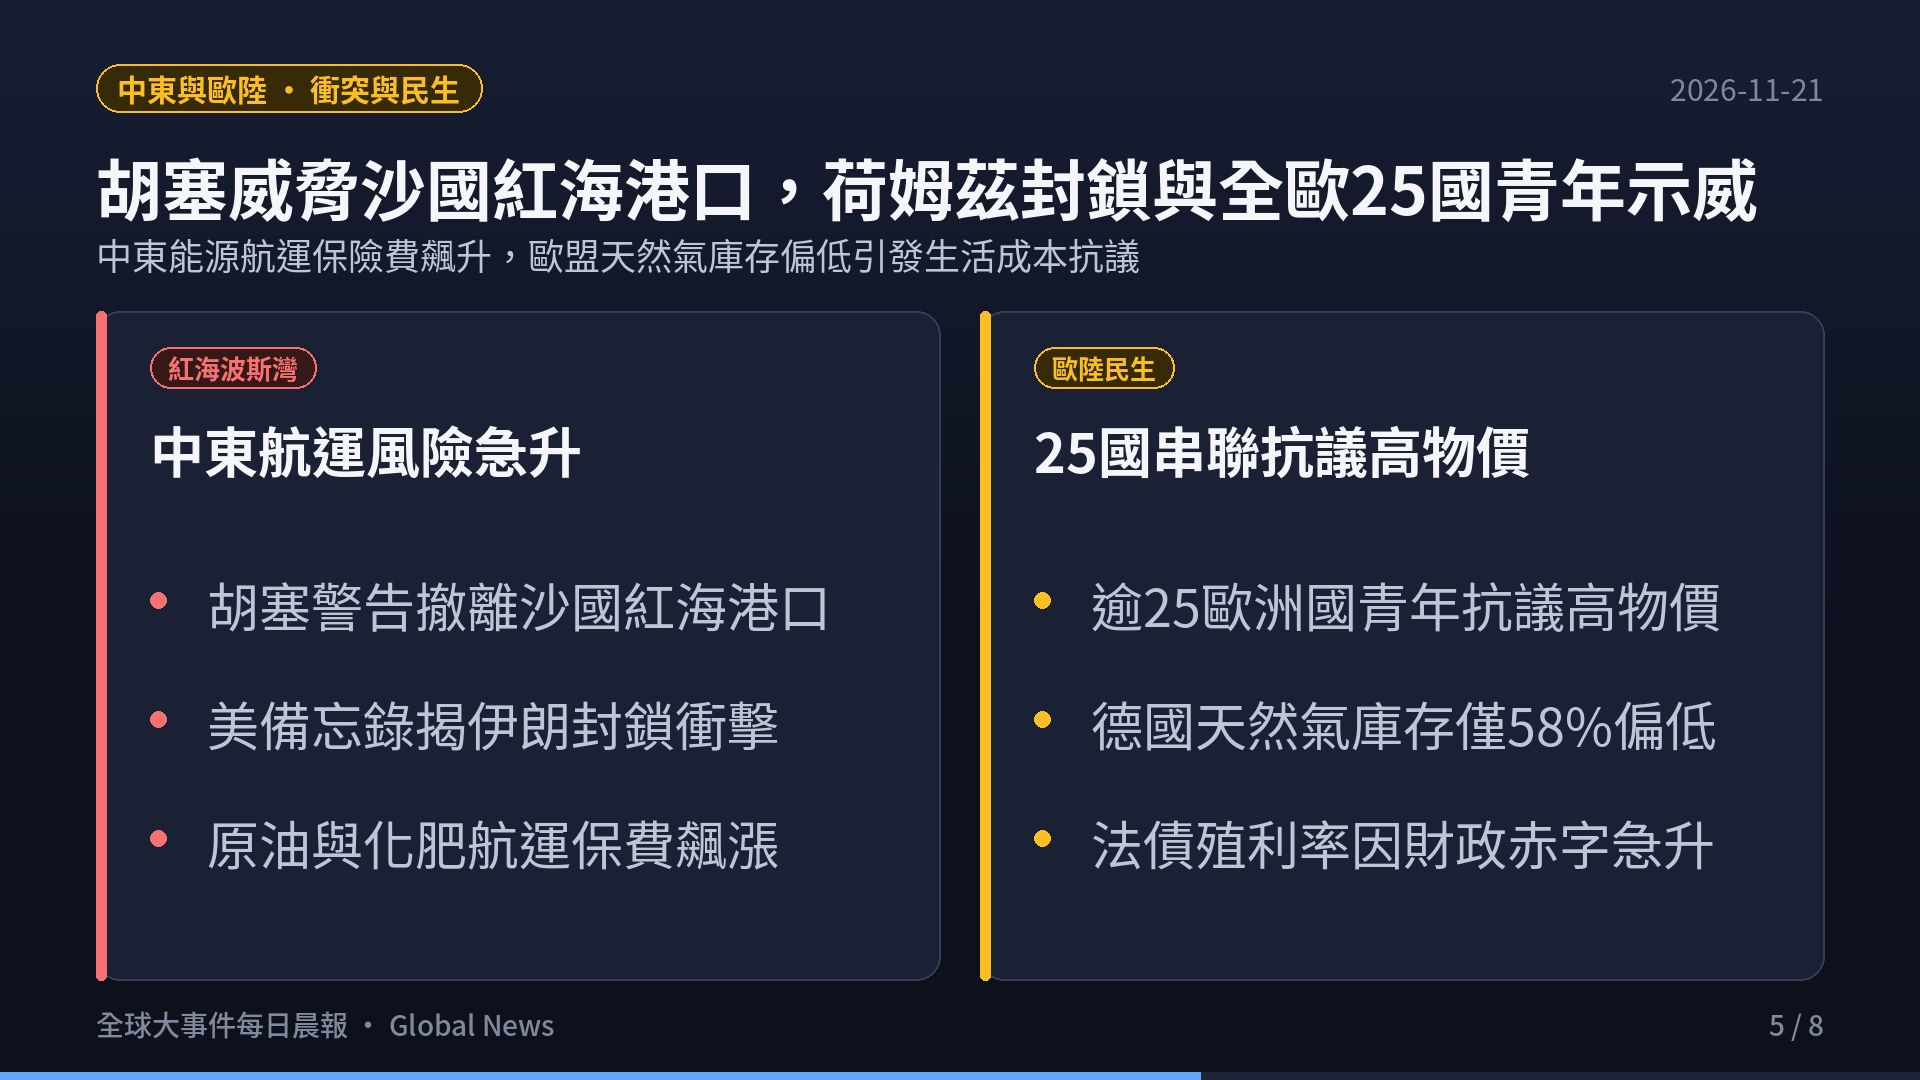 中東與歐陸 · 衝突與民生
2026-11-21
胡塞威脅沙國紅海港口，荷姆茲封鎖與全歐25國青年示威
中東能源航運保險費飆升，歐盟天然氣庫存偏低引發生活成本抗議
紅海波斯灣
中東航運風險急升
胡塞警告撤離沙國紅海港口
美備忘錄揭伊朗封鎖衝擊
原油與化肥航運保費飆漲
歐陸民生
25國串聯抗議高物價
逾25歐洲國青年抗議高物價
德國天然氣庫存僅58%偏低
法債殖利率因財政赤字急升
全球大事件每日晨報 · Global News
5 / 8